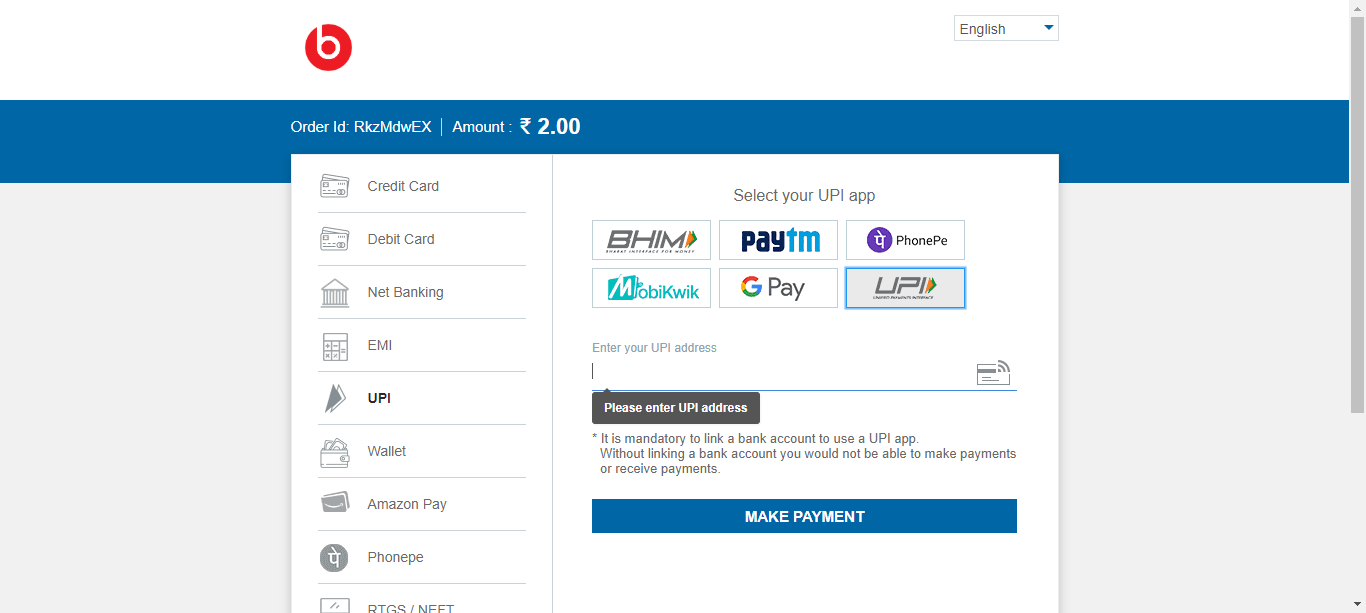 b
English
Order Id: RkzMdwEX
Amount : ₹ 2.00
Credit Card
Debit Card
Net Banking
EMI
UPI
Wallet
Amazon Pay
Phonepe
RTGS / NEFT
Select your UPI app
BHIM
BHARAT INTERFACE FOR MONEY
paytm
पे PhonePe
MobiKwik
G Pay
UPI
UNIFIED PAYMENTS INTERFACE
Enter your UPI address
Please enter UPI address
* It is mandatory to link a bank account to use a UPI app.
Without linking a bank account you would not be able to make payments
or receive payments.
MAKE PAYMENT